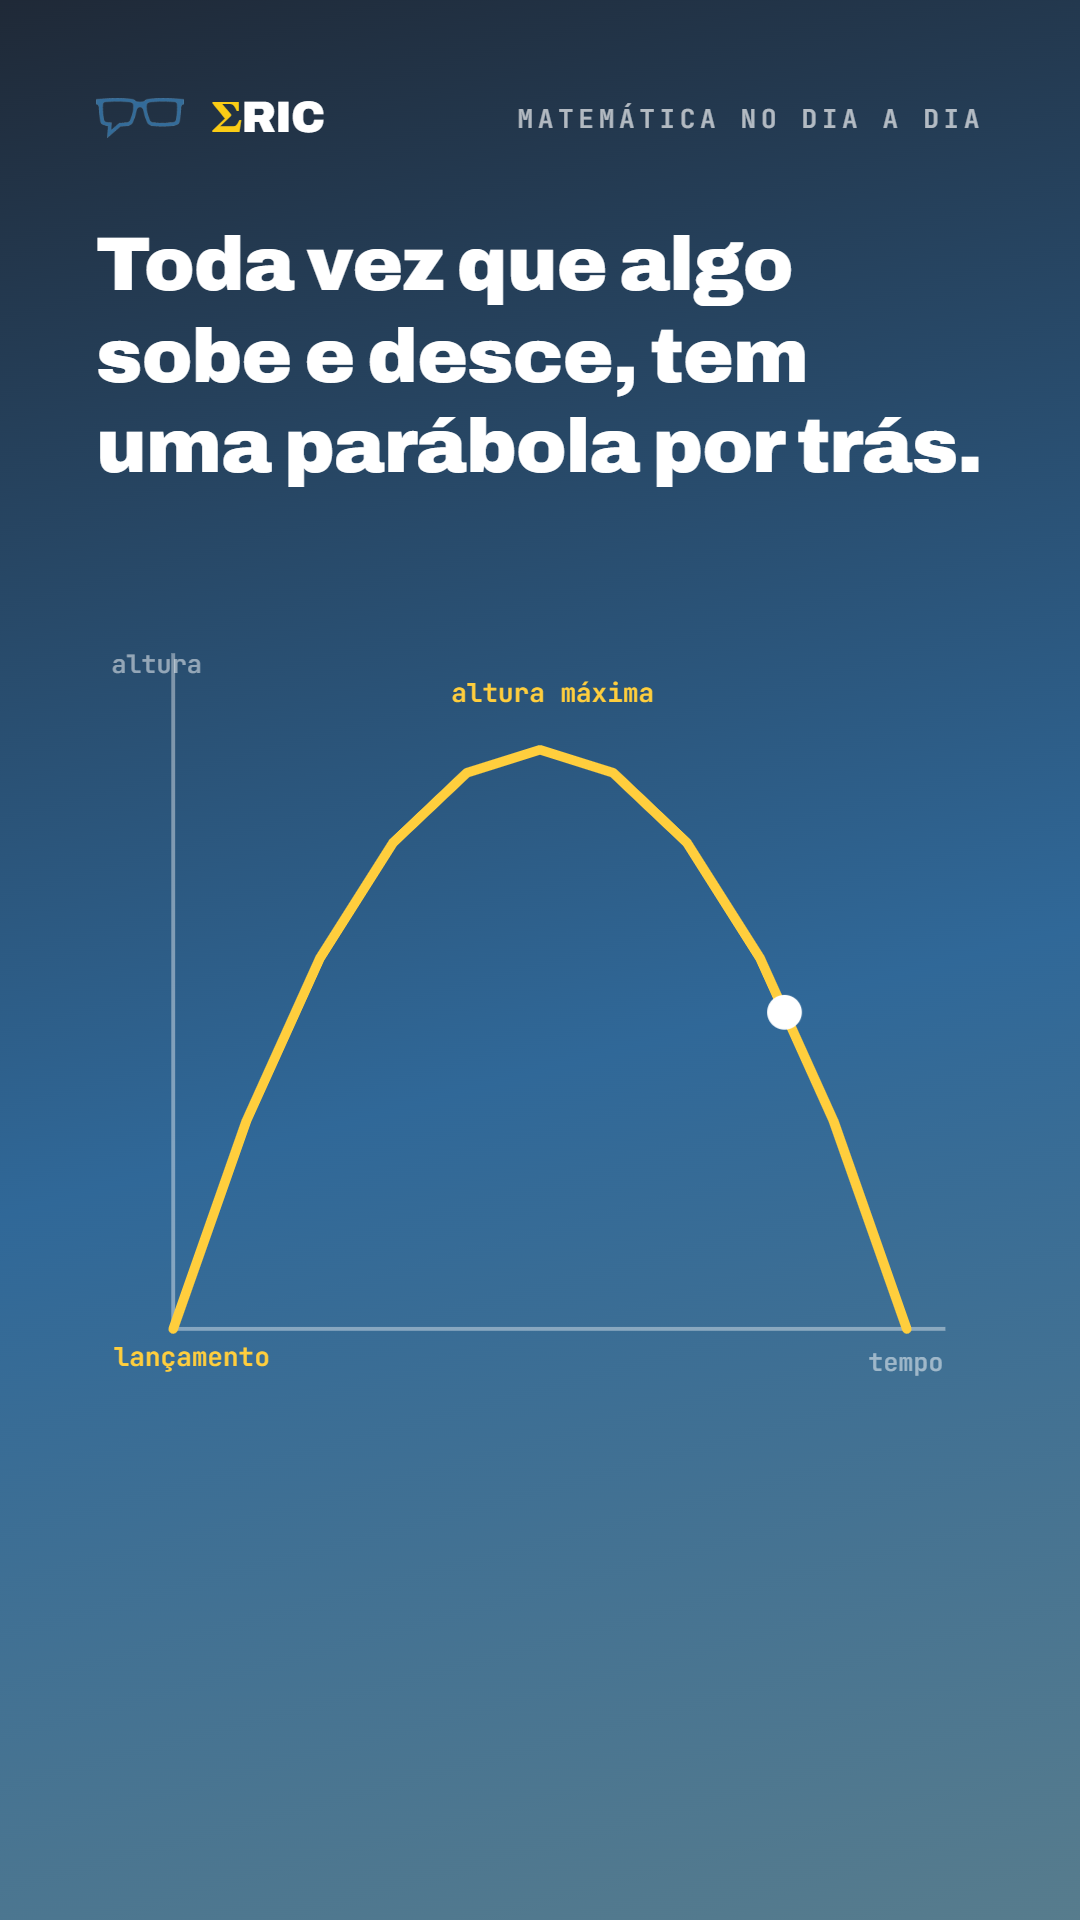 ΣRIC
MATEMÁTICA NO DIA A DIA
Toda vez que algo
sobe e desce, tem
uma parábola por trás.
altura
altura máxima
lançamento
tempo